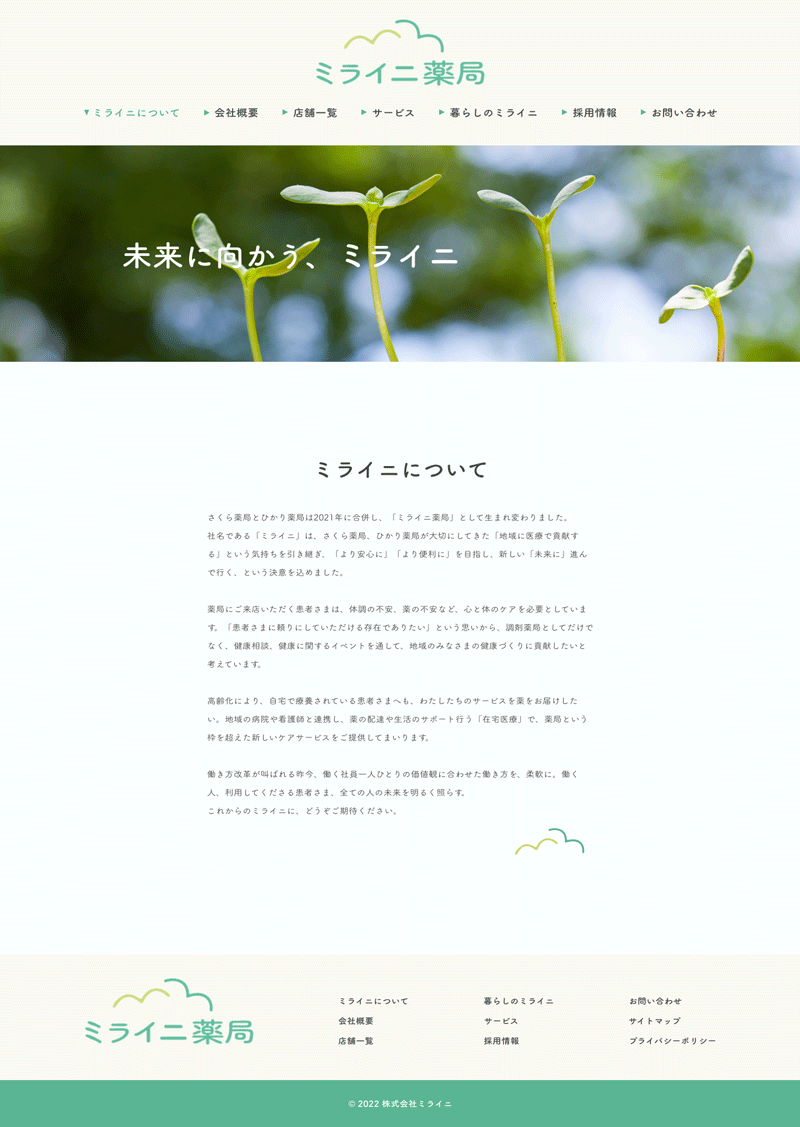 ミライニ薬局
▼ミライニについて ▶会社概要 ▶店舗一覧 ▶サービス ▶暮らしのミライニ ▶採用情報 ▶お問い合わせ
未来に向かう、ミライニ
ミライニについて
さくら薬局とひかり薬局は2021年に合併し、「ミライニ薬局」として生まれ変わりました。
社名である「ミライニ」は、さくら薬局、ひかり薬局が大切にしてきた「地域に医療で貢献す
る」という気持ちを引き継ぎ、「より安心に」「より便利に」を目指し、新しい「未来に」進ん
で行く、という決意を込めました。
薬局にご来店いただく患者さまは、体調の不安、薬の不安など、心と体のケアを必要としていま
す。「患者さまに頼りにしていただける存在でありたい」という思いから、調剤薬局としてだけで
なく、健康相談、健康に関するイベントを通して、地域のみなさまの健康づくりに貢献したいと
考えています。
高齢化により、自宅で療養されている患者さまへも、わたしたちのサービスを薬をお届けした
い。地域の病院や看護師と連携し、薬の配達や生活のサポート行う「在宅医療」で、薬局という
枠を超えた新しいケアサービスをご提供してまいります。
働き方改革が叫ばれる昨今、働く社員一人ひとりの価値観に合わせた働き方を、柔軟に。働く
人、利用してくださる患者さま、全ての人の未来を明るく照らす。
これからのミライニに、どうぞご期待ください。
ミライニ薬局
ミライニについて
会社概要
店舗一覧
暮らしのミライニ
サービス
採用情報
お問い合わせ
サイトマップ
プライバシーポリシー
© 2022 株式会社ミライニ